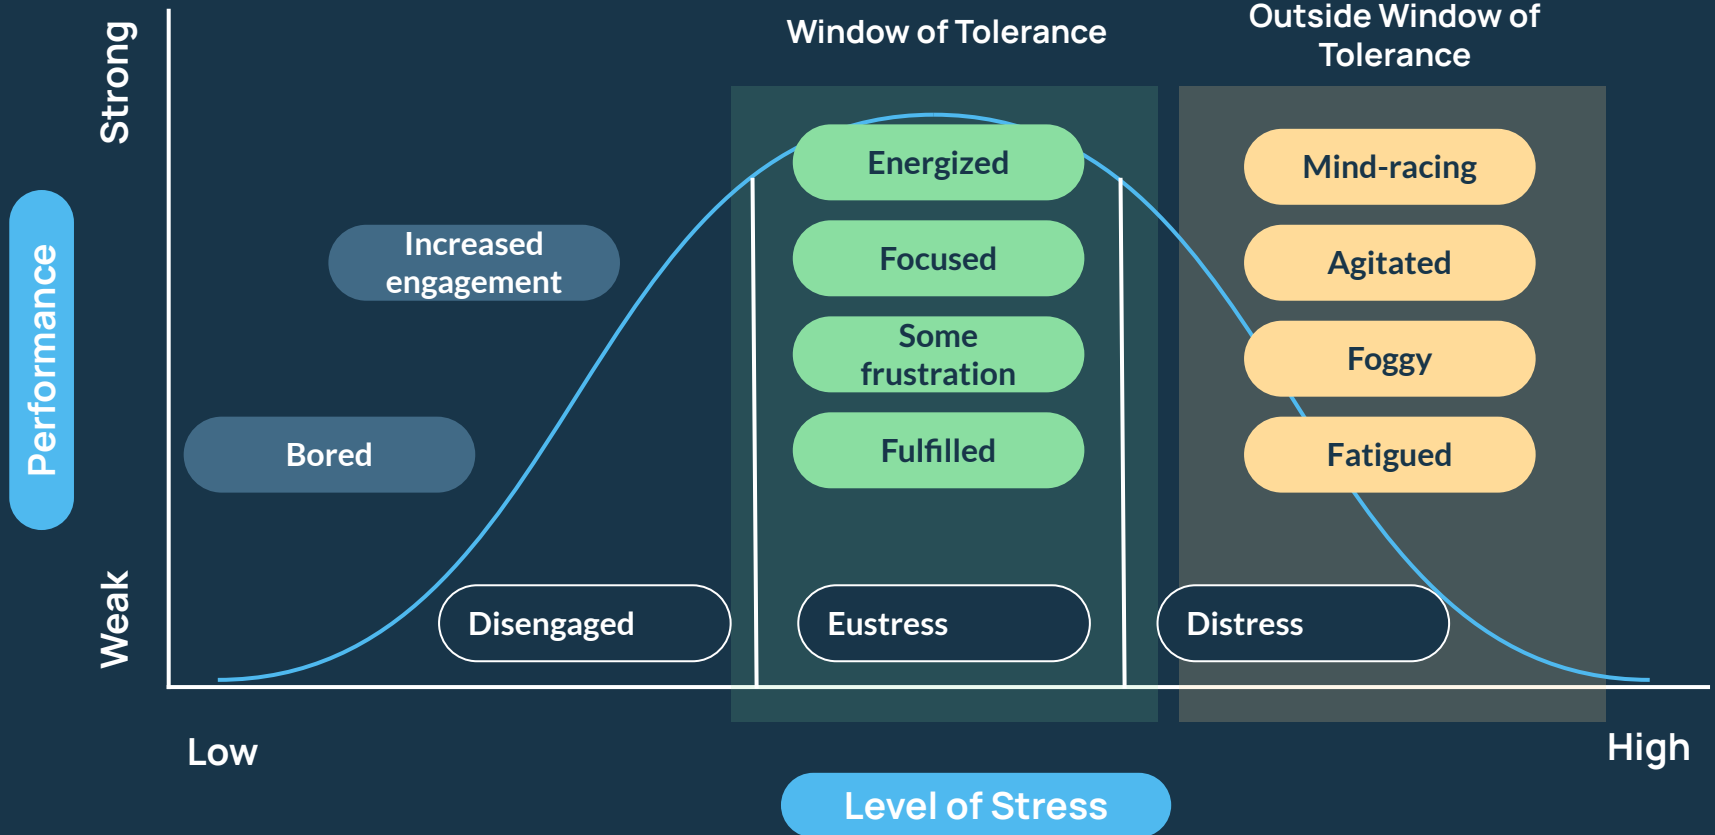 Window of Tolerance
Outside Window of
Tolerance
Strong
Performance
Weak
Increased
engagement
Bored
Energized
Focused
Some
frustration
Fulfilled
Mind-racing
Agitated
Foggy
Fatigued
Disengaged
Eustress
Distress
Low
High
Level of Stress